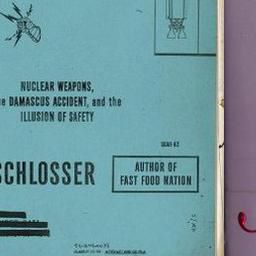 NUCLEAR WEAPONS,
e DAMASCUS ACCIDENT, and the
ILLUSION OF SAFETY
SCHLOSSER
AUTHOR OF
FAST FOOD NATION